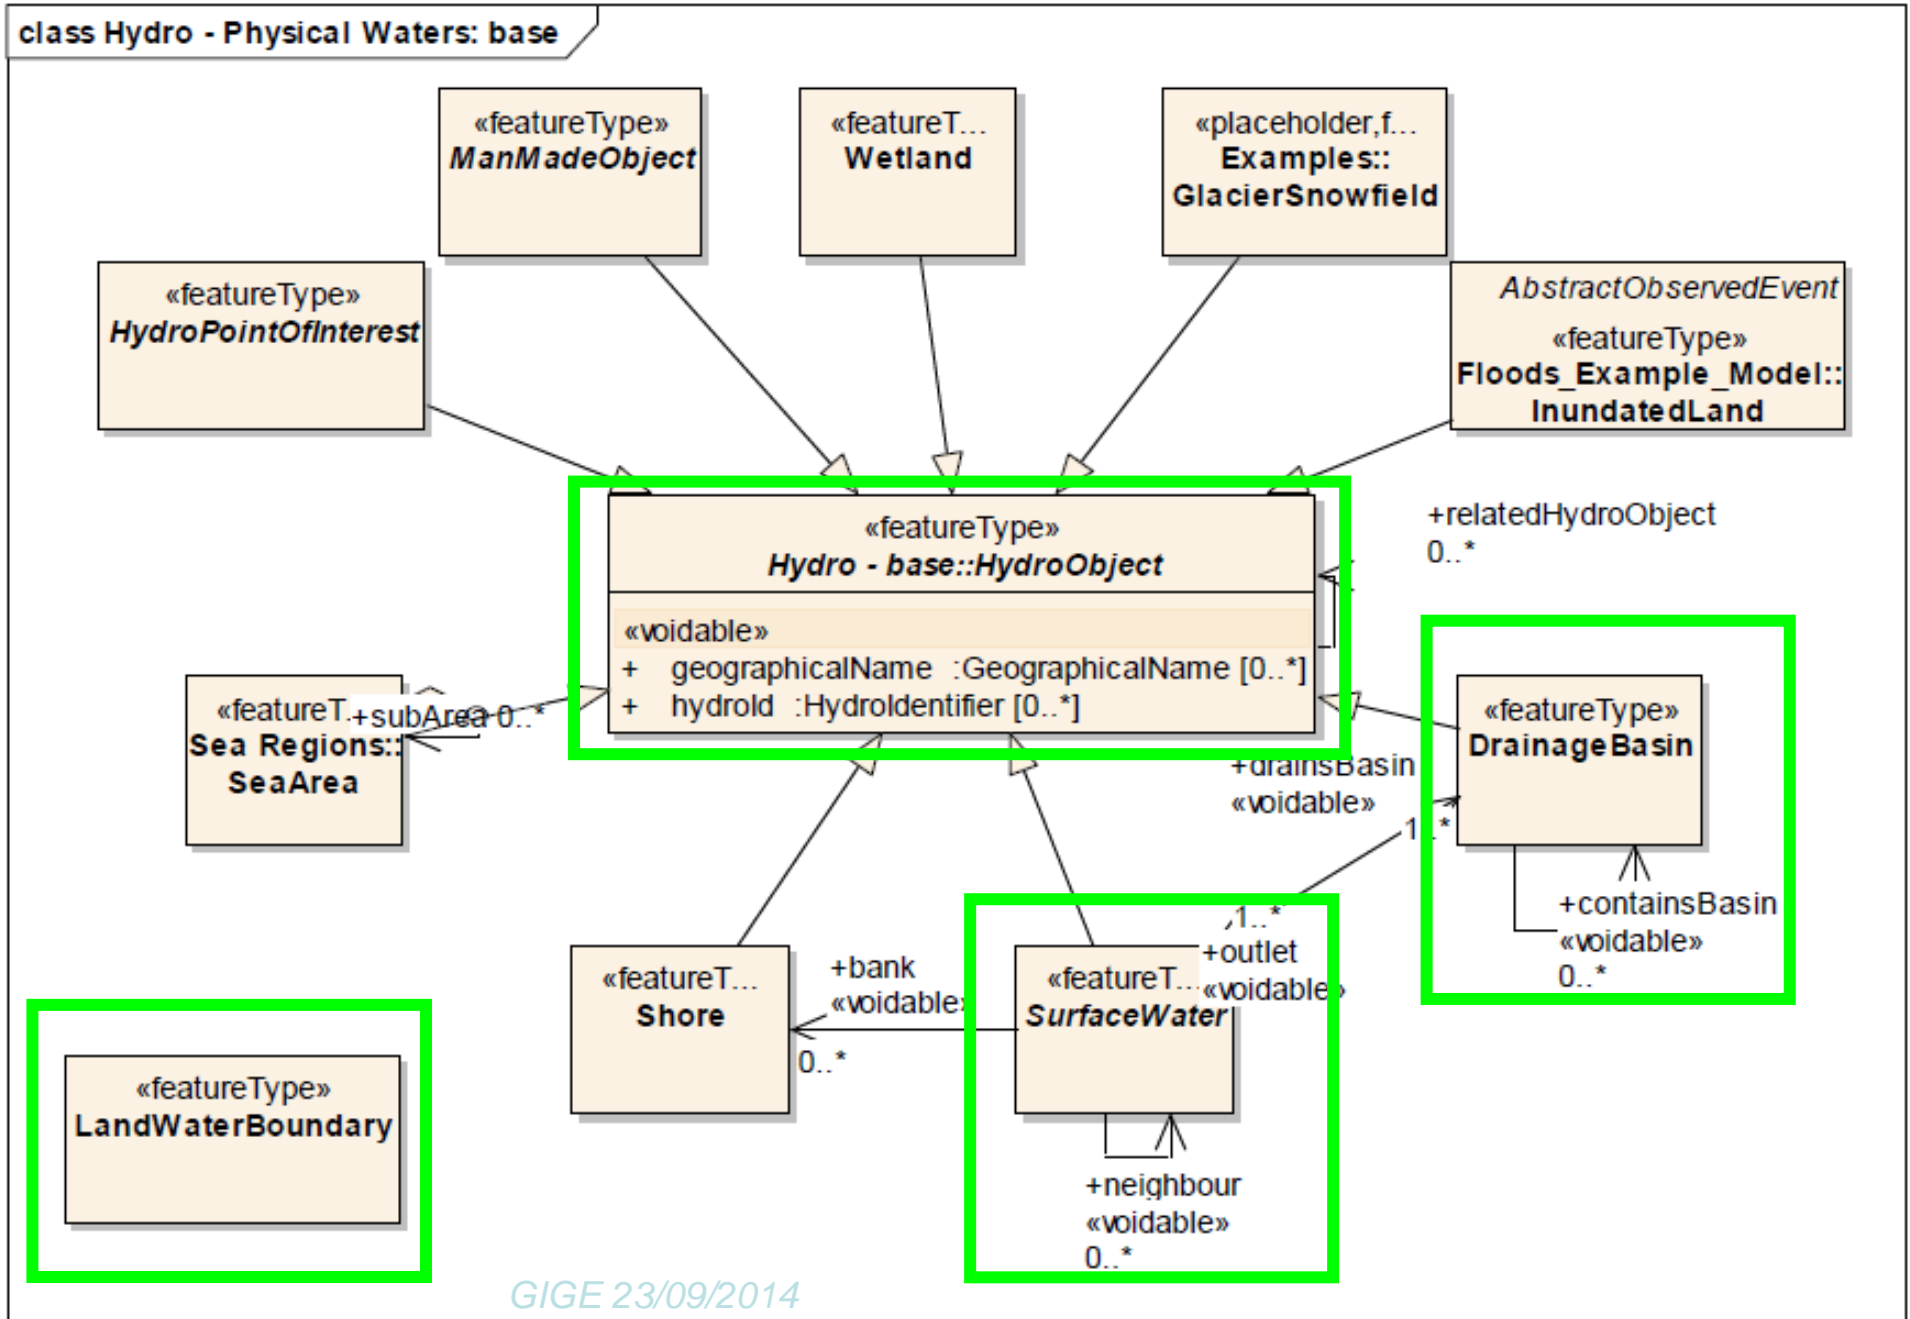 class Hydro - Physical Waters: base
«featureType»
ManMadeObject
«featureT...
Wetland
«placeholder,f...
Examples::
GlacierSnowfield
«featureType»
HydroPointOfInterest
AbstractObservedEvent
«featureType»
Floods_Example_Model::
InundatedLand
«featureType»
Hydro - base::HydroObject
«voidable»
+ geographicalName :GeographicalName [0..*]
+ hydroId :HydroIdentifier [0..*]
+relatedHydroObject
0..*
«featureT...
Sea Regions::
SeaArea
+subArea 0..*
«featureType»
DrainageBasin
+drainsBasin
«voidable»
1..*
+containsBasin
«voidable»
0..*
«featureT...
Shore
+bank
«voidable»
0..*
«featureT...
SurfaceWater
1..*
+outlet
«voidable»
+neighbour
«voidable»
0..*
«featureType»
LandWaterBoundary
GIGE 23/09/2014